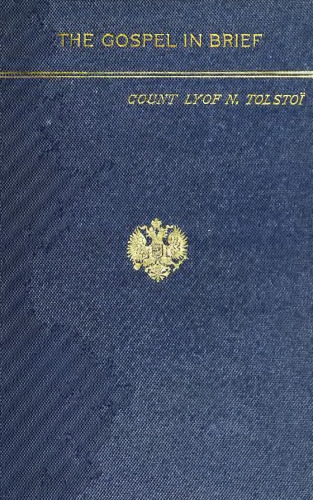 THE GOSPEL IN BRIEF
COUNT LYOF N. TOLSTOÏ